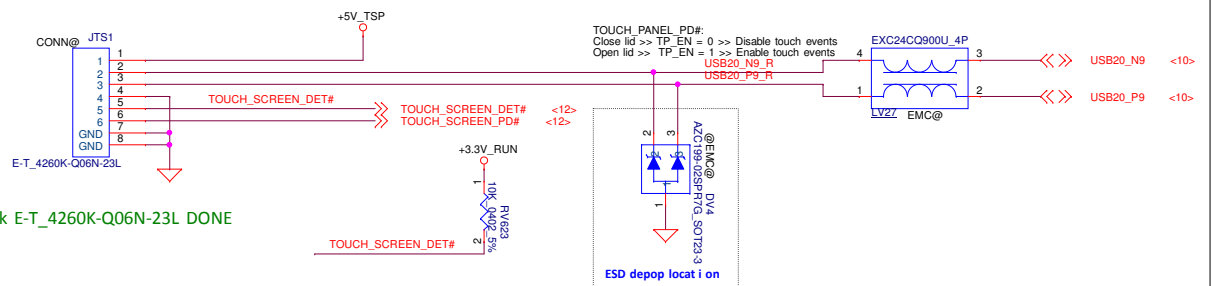 +5V_TSP
CONN@ JTS1
1 1
2 2
3 3
4 4
5 5
6 6
GND 7
GND 8
E-T_4260K-Q06N-23L
TOUCH_SCREEN_DET#
TOUCH_SCREEN_DET# <12>
TOUCH_SCREEN_PD# <12>
TOUCH_PANEL_PD#:
Close lid >> TP_EN = 0 >> Disable touch events
Open lid >> TP_EN = 1 >> Enable touch events
USB20_N9_R
USB20_P9_R
EXC24CQ900U_4P
4 3
1 2
LV27 EMC@
USB20_N9 <10>
USB20_P9 <10>
+3.3V_RUN
1
2
RV623
10K_0402_5%
TOUCH_SCREEN_DET#
k E-T_4260K-Q06N-23L DONE
2 3
2 3
1
1
@EMC@ DV4
AZC199-02SPR7G_SOT23-3
ESD depop locat i on